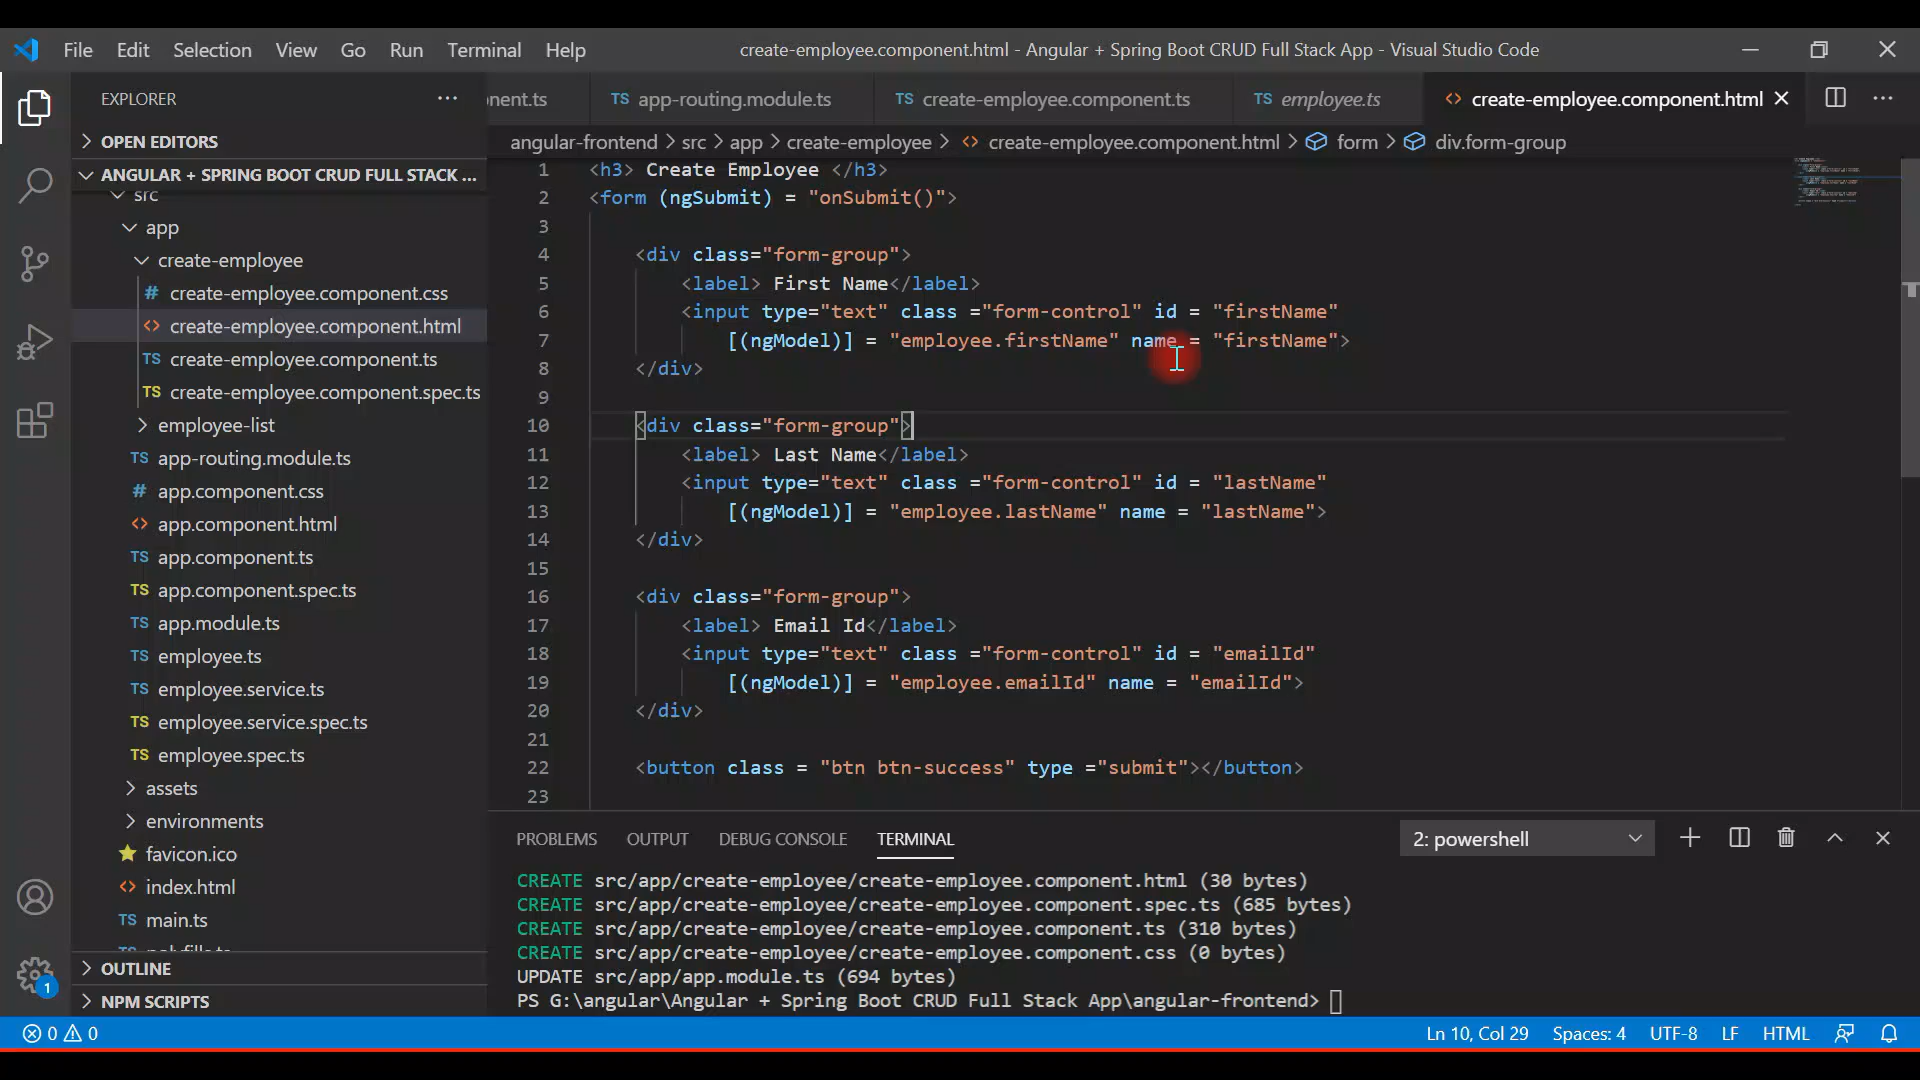 File Edit Selection View Go Run Terminal Help
create-employee.component.html - Angular + Spring Boot CRUD Full Stack App - Visual Studio Code
EXPLORER
nent.ts
TS app-routing.module.ts
TS create-employee.component.ts
TS employee.ts
<> create-employee.component.html
OPEN EDITORS
ANGULAR + SPRING BOOT CRUD FULL STACK ...
src
app
create-employee
# create-employee.component.css
<> create-employee.component.html
TS create-employee.component.ts
TS create-employee.component.spec.ts
employee-list
TS app-routing.module.ts
# app.component.css
<> app.component.html
TS app.component.ts
TS app.component.spec.ts
TS app.module.ts
TS employee.ts
TS employee.service.ts
TS employee.service.spec.ts
TS employee.spec.ts
assets
environments
favicon.ico
<> index.html
TS main.ts
OUTLINE
NPM SCRIPTS
1
angular-frontend > src > app > create-employee > <> create-employee.component.html > form > div.form-group
1 <h3> Create Employee </h3>
2 <form (ngSubmit) = "onSubmit()">
3
4 <div class="form-group">
5 <label> First Name</label>
6 <input type="text" class ="form-control" id = "firstName"
7 [(ngModel)] = "employee.firstName" name = "firstName">
8 </div>
9
10 <div class="form-group">
11 <label> Last Name</label>
12 <input type="text" class ="form-control" id = "lastName"
13 [(ngModel)] = "employee.lastName" name = "lastName">
14 </div>
15
16 <div class="form-group">
17 <label> Email Id</label>
18 <input type="text" class ="form-control" id = "emailId"
19 [(ngModel)] = "employee.emailId" name = "emailId">
20 </div>
21
22 <button class = "btn btn-success" type ="submit"></button>
23
PROBLEMS OUTPUT DEBUG CONSOLE TERMINAL
2: powershell
CREATE src/app/create-employee/create-employee.component.html (30 bytes)
CREATE src/app/create-employee/create-employee.component.spec.ts (685 bytes)
CREATE src/app/create-employee/create-employee.component.ts (310 bytes)
CREATE src/app/create-employee/create-employee.component.css (0 bytes)
UPDATE src/app/app.module.ts (694 bytes)
PS G:\angular\Angular + Spring Boot CRUD Full Stack App\angular-frontend>
0 0
Ln 10, Col 29 Spaces: 4 UTF-8 LF HTML